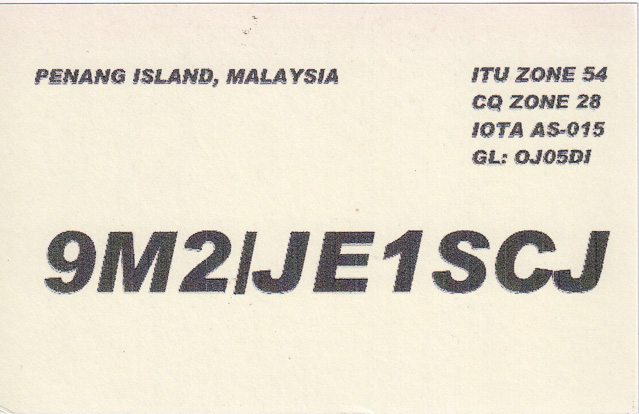 PENANG ISLAND, MALAYSIA
ITU ZONE 54
CQ ZONE 28
IOTA AS-015
GL: OJ05DI
9M2/JE1SCJ